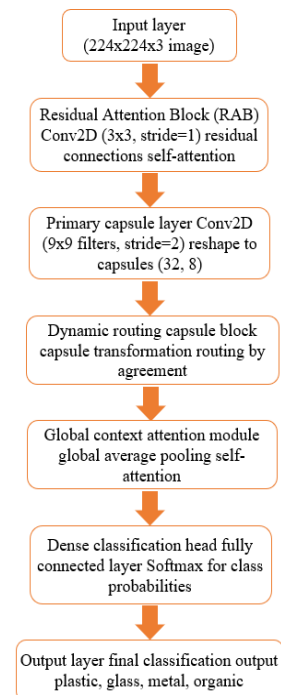 Input layer
(224x224x3 image)
Residual Attention Block (RAB)
Conv2D (3x3, stride=1) residual
connections self-attention
Primary capsule layer Conv2D
(9x9 filters, stride=2) reshape to
capsules (32, 8)
Dynamic routing capsule block
capsule transformation routing by
agreement
Global context attention module
global average pooling self-
attention
Dense classification head fully
connected layer Softmax for class
probabilities
Output layer final classification output
plastic, glass, metal, organic